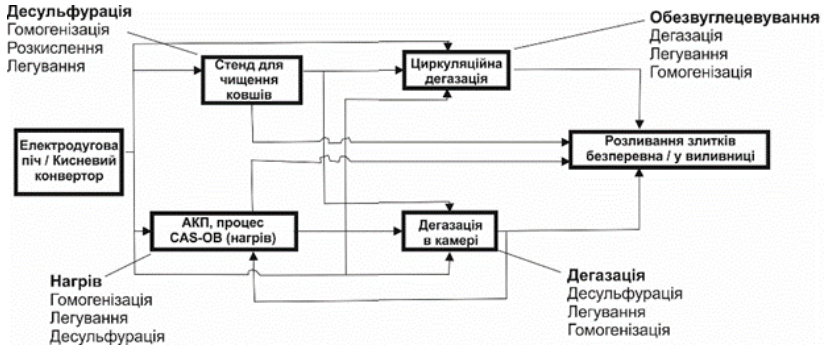 Десульфурація
Гомогенізація
Розкислення
Легування
Обезвуглецевування
Дегазація
Легування
Гомогенізація
Стенд для
чищення
ковшів
Циркуляційна
дегазація
Електродугова
піч / Кисневий
конвертор
Розливання злитків
безперевна / у виливниці
АКП, процес
CAS-OB (нагрів)
Дегазація
в камері
Нагрів
Гомогенізація
Легування
Десульфурація
Дегазація
Десульфурація
Легування
Гомогенізація